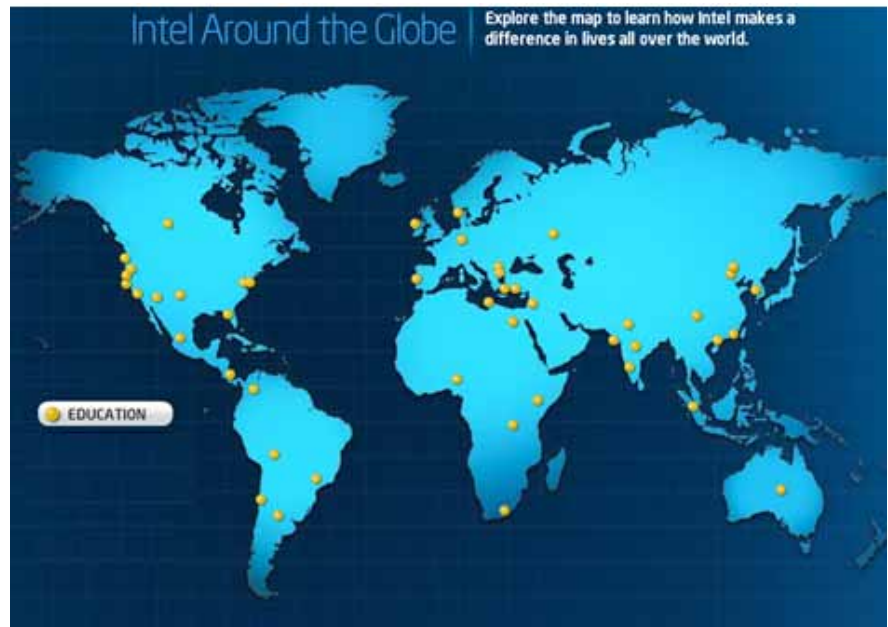 Intel Around the Globe
Explore the map to learn how Intel makes a
difference in lives all over the world.
EDUCATION